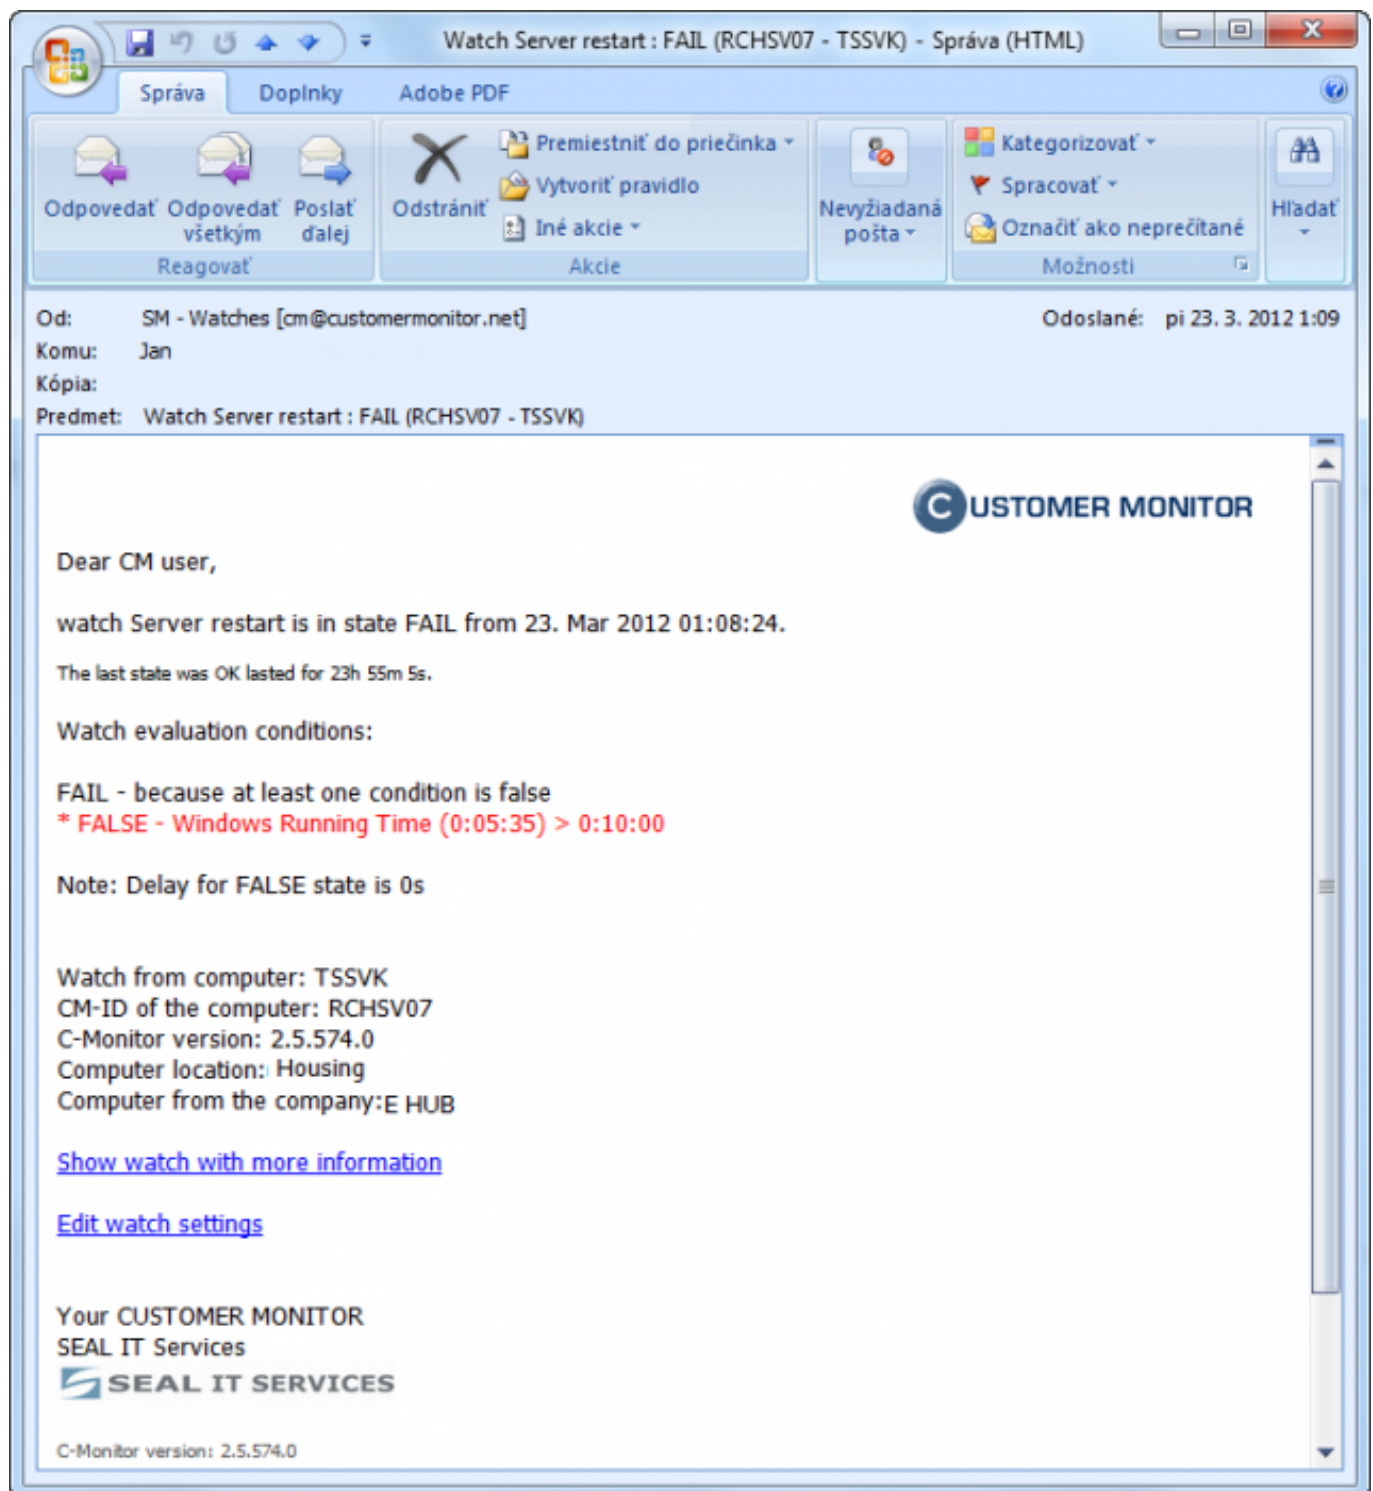 Watch Server restart : FAIL (RCHSV07 - TSSVK) - Správa (HTML)
Správa Doplnky Adobe PDF
Odpovedať Odpovedať všetkým Poslať ďalej
Reagovať
Odstrániť
Premiestniť do priečinka
Vytvoriť pravidlo
Iné akcie
Akcie
Nevyžiadaná pošta
Kategorizovať
Spracovať
Označiť ako neprečítané
Možnosti
Hľadať
Od: SM - Watches [cm@customermonitor.net] Odoslané: pi 23. 3. 2012 1:09
Komu: Jan
Kópia:
Predmet: Watch Server restart : FAIL (RCHSV07 - TSSVK)
CUSTOMER MONITOR
Dear CM user,
watch Server restart is in state FAIL from 23. Mar 2012 01:08:24.
The last state was OK lasted for 23h 55m 5s.
Watch evaluation conditions:
FAIL - because at least one condition is false
* FALSE - Windows Running Time (0:05:35) > 0:10:00
Note: Delay for FALSE state is 0s
Watch from computer: TSSVK
CM-ID of the computer: RCHSV07
C-Monitor version: 2.5.574.0
Computer location: Housing
Computer from the company:E HUB
Show watch with more information
Edit watch settings
Your CUSTOMER MONITOR
SEAL IT Services
SEAL IT SERVICES
C-Monitor version: 2.5.574.0